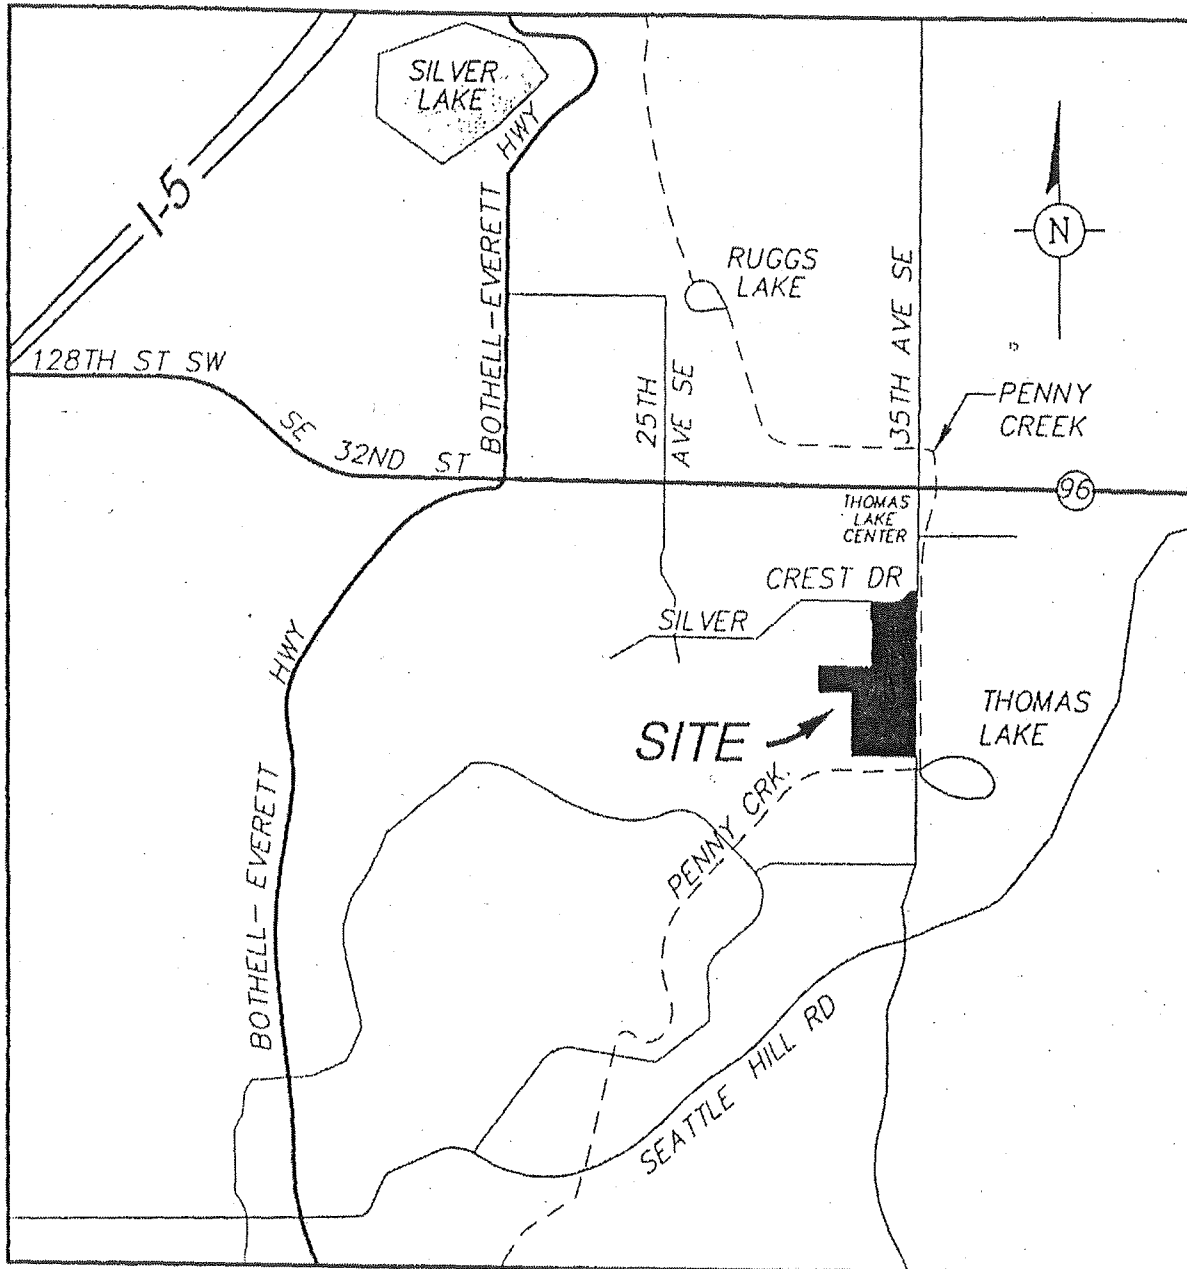 SILVER
LAKE
HWY
I-5
BOTHELL-EVERETT
RUGGS
LAKE
N
35TH AVE SE
128TH ST SW
25TH
AVE SE
PENNY
CREEK
SE 32ND ST
96
THOMAS
LAKE
CENTER
CREST DR
SILVER
HWY
THOMAS
LAKE
SITE
PENNY CRK.
BOTHELL-EVERETT
SEATTLE HILL RD